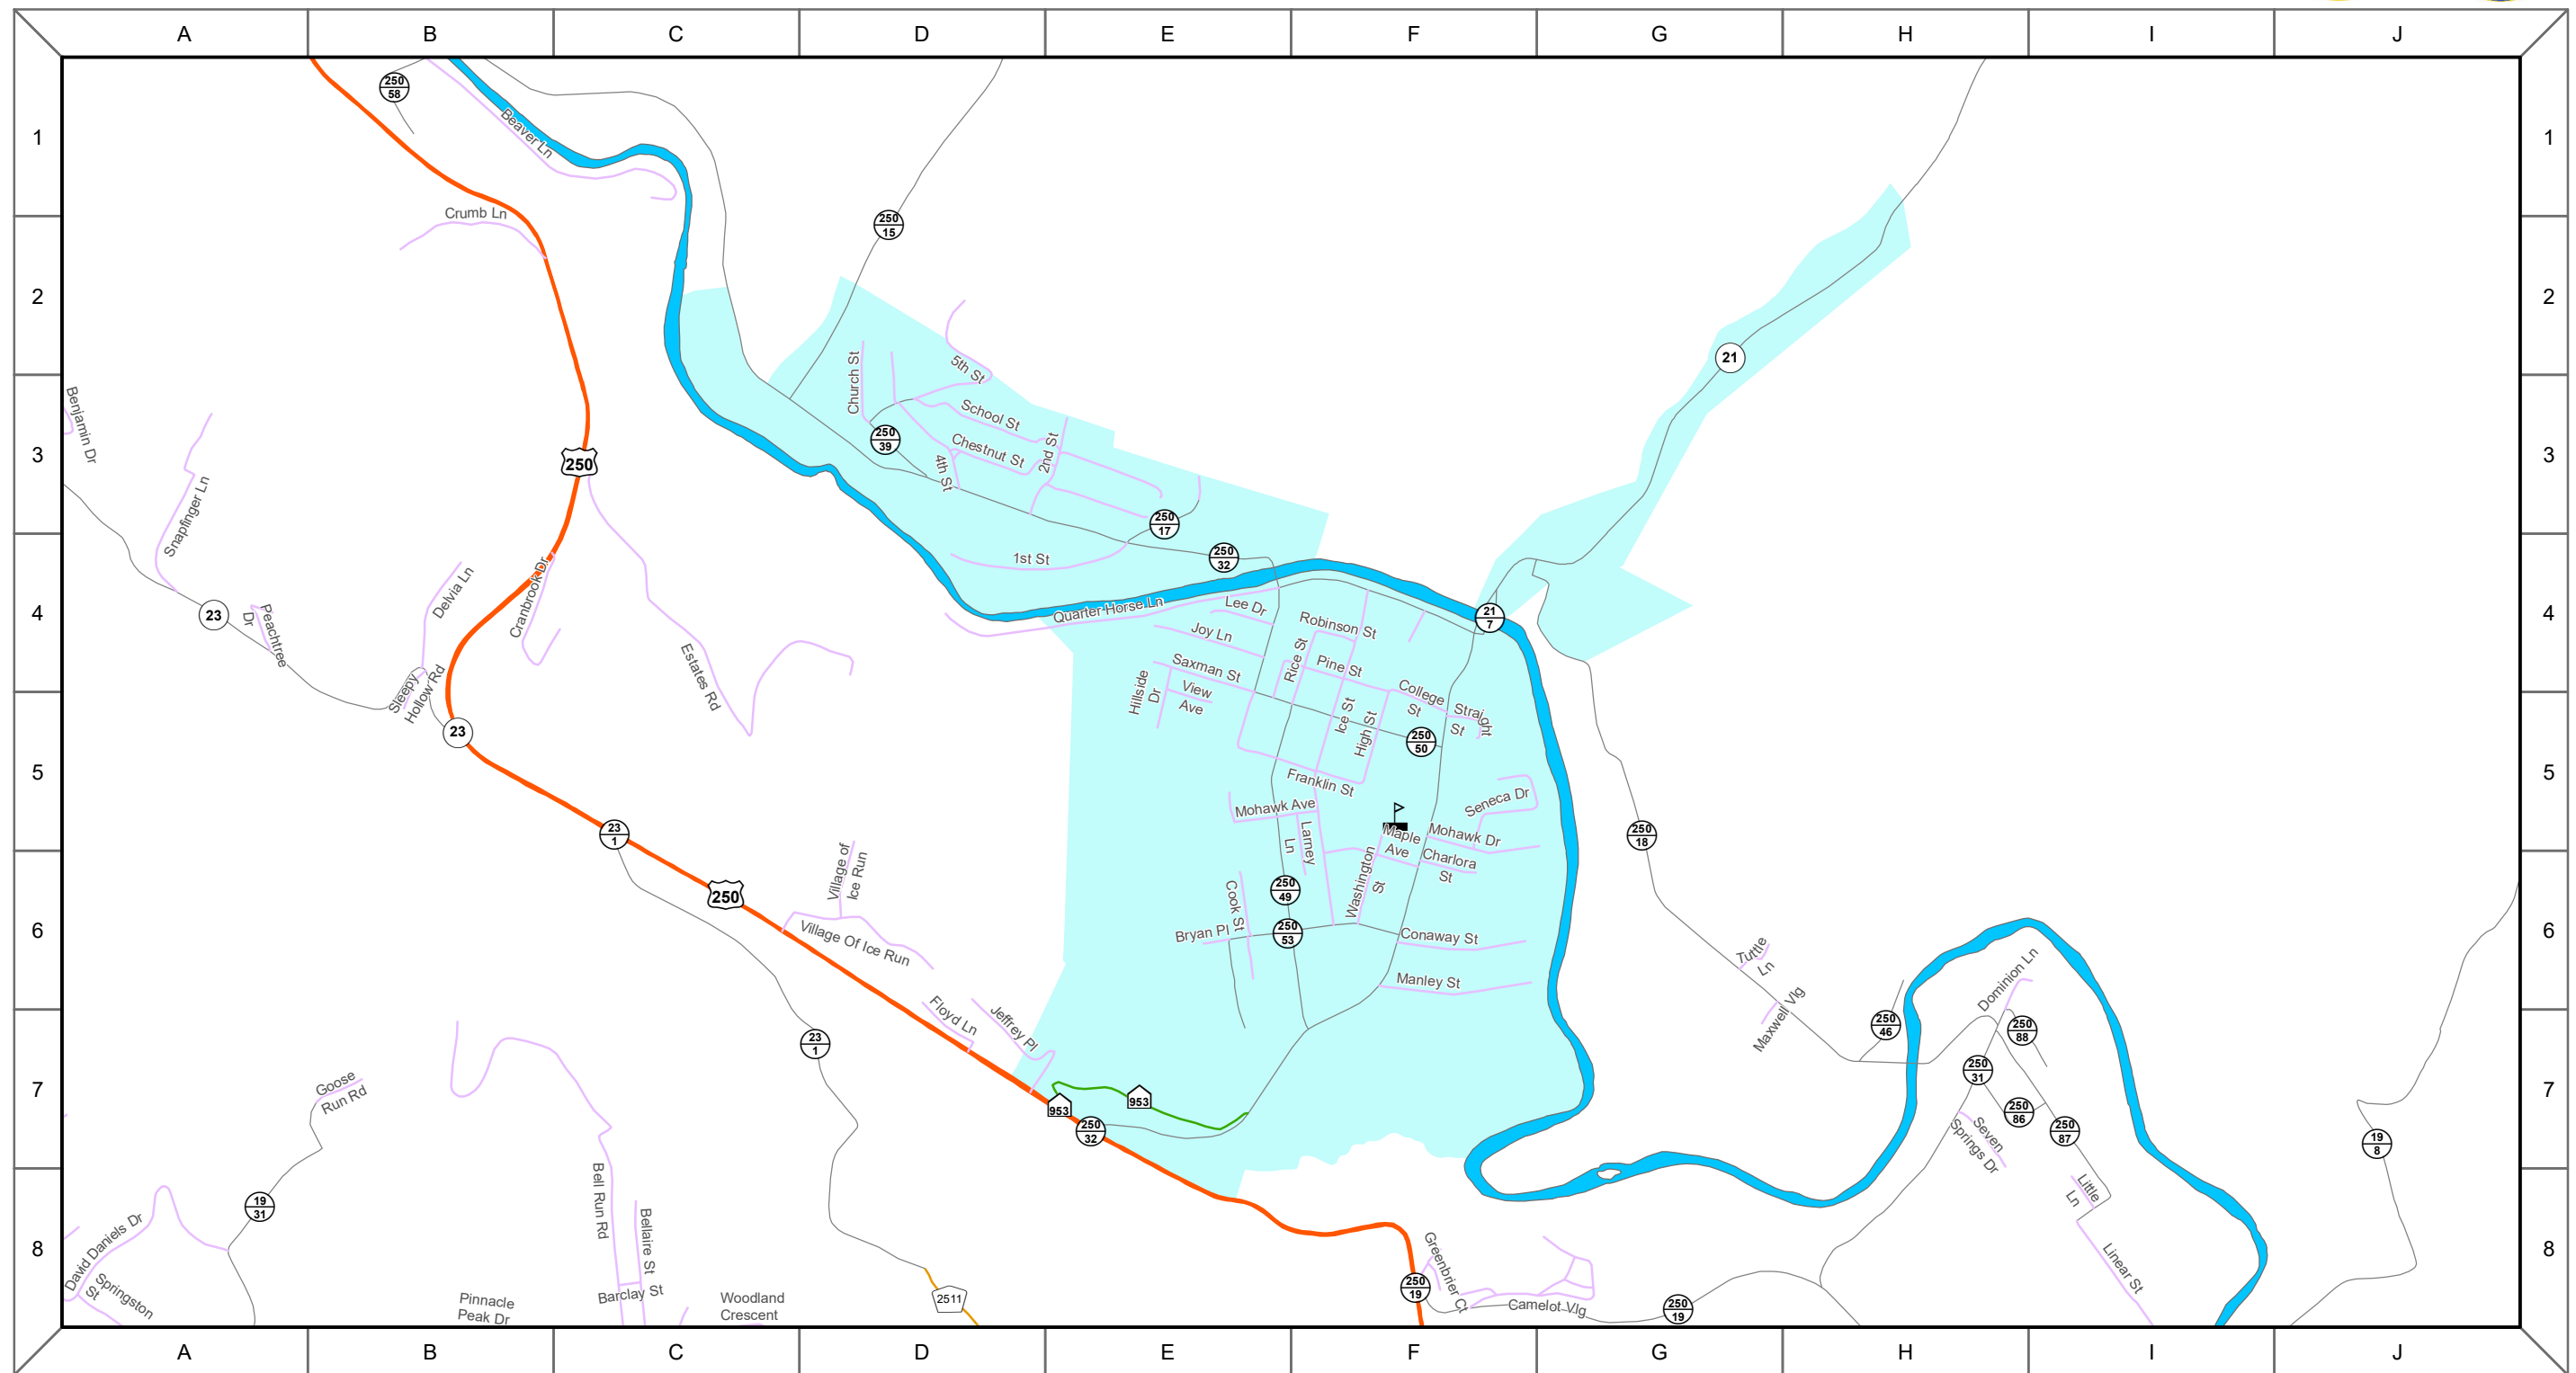 A B C D E F G H I J
1 1
250
58
Beaver Ln
Crumb Ln
250
15
2 2
21
5th St
Church St
School St
Chestnut St
2nd St
4th St
250
39
Benjamin Dr
3 3
250
Snapfinger Ln
250
17
250
32
1st St
Delvia Ln
Cranbrook Dr
4 4
23
Peachtree
Dr
Quarter Horse Ln
Lee Dr
21
7
Robinson St
Joy Ln
Rice St
Pine St
Saxman St
View
Ave
Hillside
Dr
Estates Rd
Sleepy
Hollow Rd
College
St
Straight
St
Ice St
High St
23
250
50
5 5
Franklin St
Seneca Dr
Mohawk Ave
23
1
Larney
Ln
Maple
Ave
Mohawk Dr
Charlora
St
250
18
Village of
Ice Run
250
Washington
St
250
49
Cook St
6 6
Village Of Ice Run
Bryan Pl
250
53
Conaway St
Manley St
Tuttle
Ln
Dominion Ln
Maxwell Vlg
Floyd Ln
Jeffrey Pl
250
46
250
88
23
1
250
31
Goose
Run Rd
7 7
953
953
250
32
250
86
250
87
Seven
Springs Dr
19
8
Bell Run Rd
19
31
Little
Ln
Bellaire St
David Daniels Dr
8 8
Greenbrier Ct
Linear St
Springston
St
Barclay St
Woodland
Crescent
Pinnacle
Peak Dr
2511
250
19
Camelot Vlg
250
19
A B C D E F G H I J